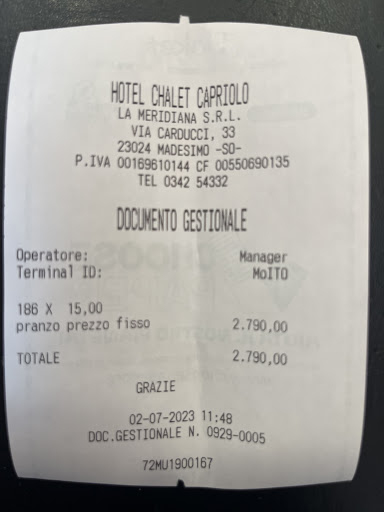 HOTEL CHALET CAPRIOLO
LA MERIDIANA S.R.L.
VIA CARDUCCI, 33
23024 MADESIMO -SO-
P.IVA 00169610144 CF 00550690135
TEL 0342 54332
DOCUMENTO GESTIONALE
Operatore: Manager
Terminal ID: MoITO
186 X 15,00
pranzo prezzo fisso 2.790,00
TOTALE 2.790,00
GRAZIE
02-07-2023 11:48
DOC.GESTIONALE N. 0929-0005
72MU1900167